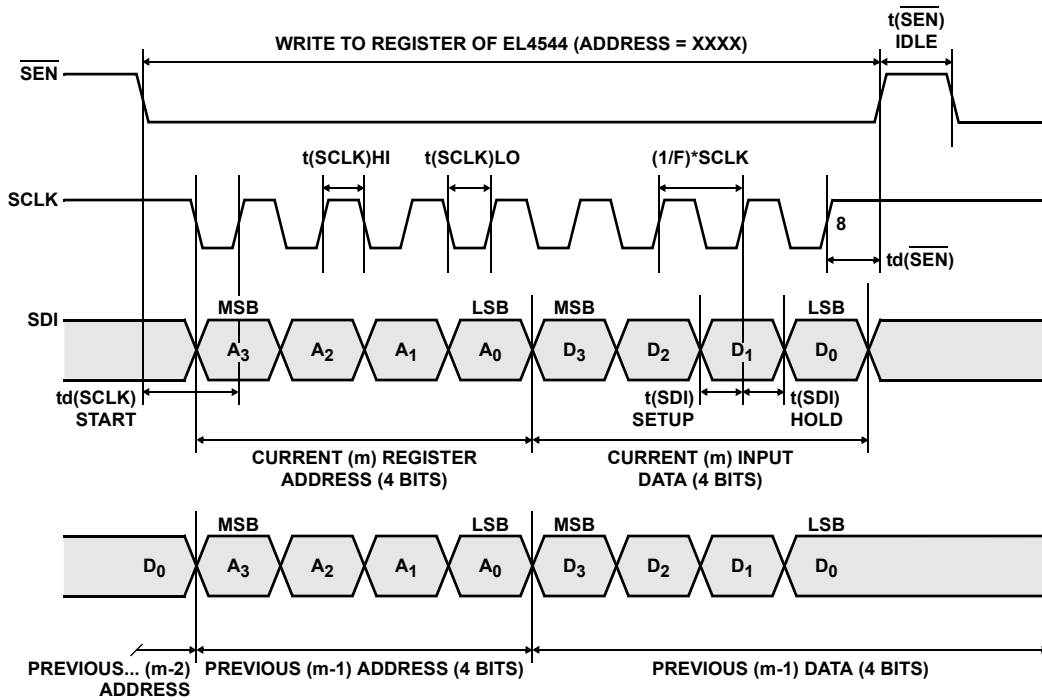 t(SEN)
IDLE
WRITE TO REGISTER OF EL4544 (ADDRESS = XXXX)
SEN
t(SCLK)HI
t(SCLK)LO
(1/F)*SCLK
SCLK
8
td(SEN)
MSB
LSB
MSB
LSB
SDI
A3
A2
A1
A0
D3
D2
D1
D0
td(SCLK)
START
t(SDI)
SETUP
t(SDI)
HOLD
CURRENT (m) REGISTER
ADDRESS (4 BITS)
CURRENT (m) INPUT
DATA (4 BITS)
MSB
LSB
MSB
LSB
D0
A3
A2
A1
A0
D3
D2
D1
D0
PREVIOUS... (m-2)
ADDRESS
PREVIOUS (m-1) ADDRESS (4 BITS)
PREVIOUS (m-1) DATA (4 BITS)